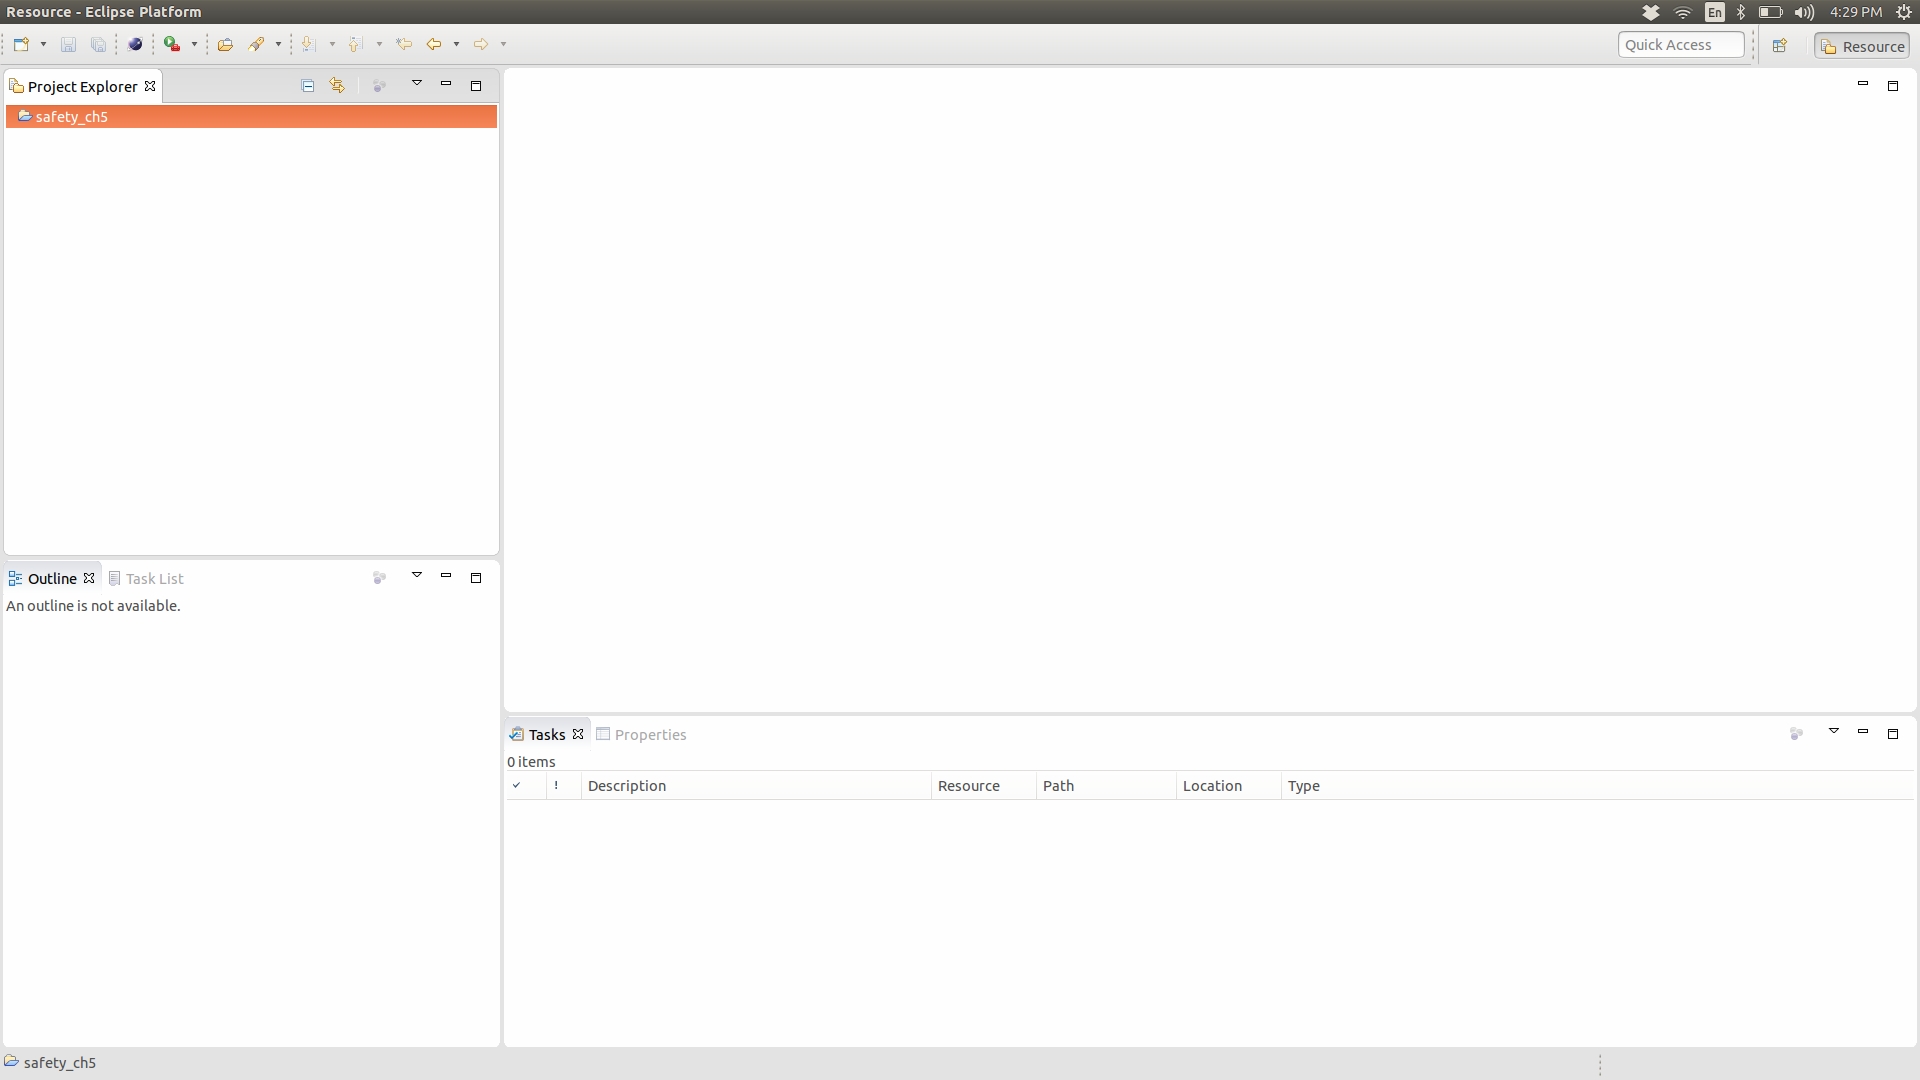 Resource - Eclipse Platform
En
4:29 PM
Quick Access
Resource
Project Explorer
safety_ch5
Outline
Task List
An outline is not available.
Tasks
Properties
0 items
! Description Resource Path Location Type
safety_ch5